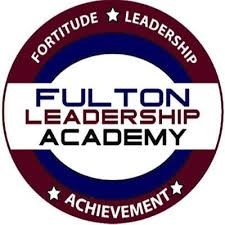 FORTITUDE ★ LEADERSHIP
FULTON
LEADERSHIP
ACADEMY
★ ACHIEVEMENT ★